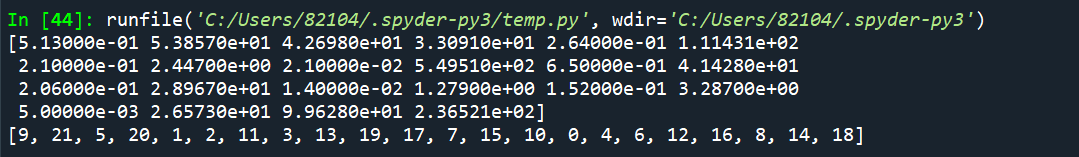 In [44]: runfile('C:/Users/82104/.spyder-py3/temp.py', wdir='C:/Users/82104/.spyder-py3')
[5.13000e-01 5.38570e+01 4.26980e+01 3.30910e+01 2.64000e-01 1.11431e+02
2.10000e-01 2.44700e+00 2.10000e-02 5.49510e+02 6.50000e-01 4.14280e+01
2.06000e-01 2.89670e+01 1.40000e-02 1.27900e+00 1.52000e-01 3.28700e+00
5.00000e-03 2.65730e+01 9.96280e+01 2.36521e+02]
[9, 21, 5, 20, 1, 2, 11, 3, 13, 19, 17, 7, 15, 10, 0, 4, 6, 12, 16, 8, 14, 18]